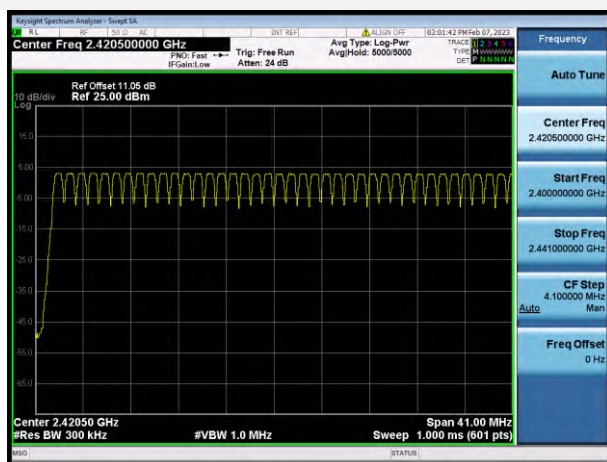 Keysight Spectrum Analyzer - Swept SA
RL RF 50 Ω AC INT REF ALIGN OFF 03:01:42 PM Feb 07, 2023
Center Freq 2.420500000 GHz
PNO: Fast
IFGain:Low
Trig: Free Run
Atten: 24 dB
Avg Type: Log-Pwr
Avg|Hold: 5000/5000
TRACE 1 2 3 4 5 6
TYPE M WWWWW
DET P N N N N N
Frequency
Auto Tune
Center Freq
2.420500000 GHz
Start Freq
2.400000000 GHz
Stop Freq
2.441000000 GHz
CF Step
4.100000 MHz
Auto Man
Freq Offset
0 Hz
Ref Offset 11.05 dB
10 dB/div Ref 25.00 dBm
Log
15.0
5.00
-5.00
-15.0
-25.0
-35.0
-45.0
-55.0
-65.0
Center 2.42050 GHz Span 41.00 MHz
#Res BW 300 kHz #VBW 1.0 MHz Sweep 1.000 ms (601 pts)
MSG STATUS